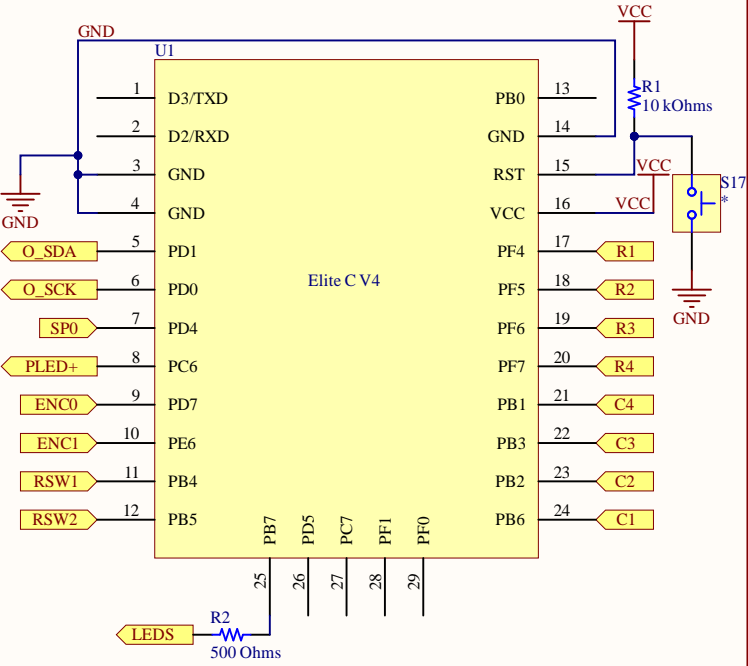 VCC
GND
U1
R1
10 kOhms
1 D3/TXD PB0 13
2 D2/RXD GND 14
3 GND RST 15
VCC
S17
*
4 GND VCC 16 VCC
GND
O_SDA 5 PD1 PF4 17 R1
Elite C V4
O_SCK 6 PD0 PF5 18 R2
SP0 7 PD4 PF6 19 R3
GND
PLED+ 8 PC6 PF7 20 R4
ENC0 9 PD7 PB1 21 C4
ENC1 10 PE6 PB3 22 C3
RSW1 11 PB4 PB2 23 C2
RSW2 12 PB5 PB6 24 C1
PB7 PD5 PC7 PF1 PF0
25 26 27 28 29
R2
LEDS
500 Ohms